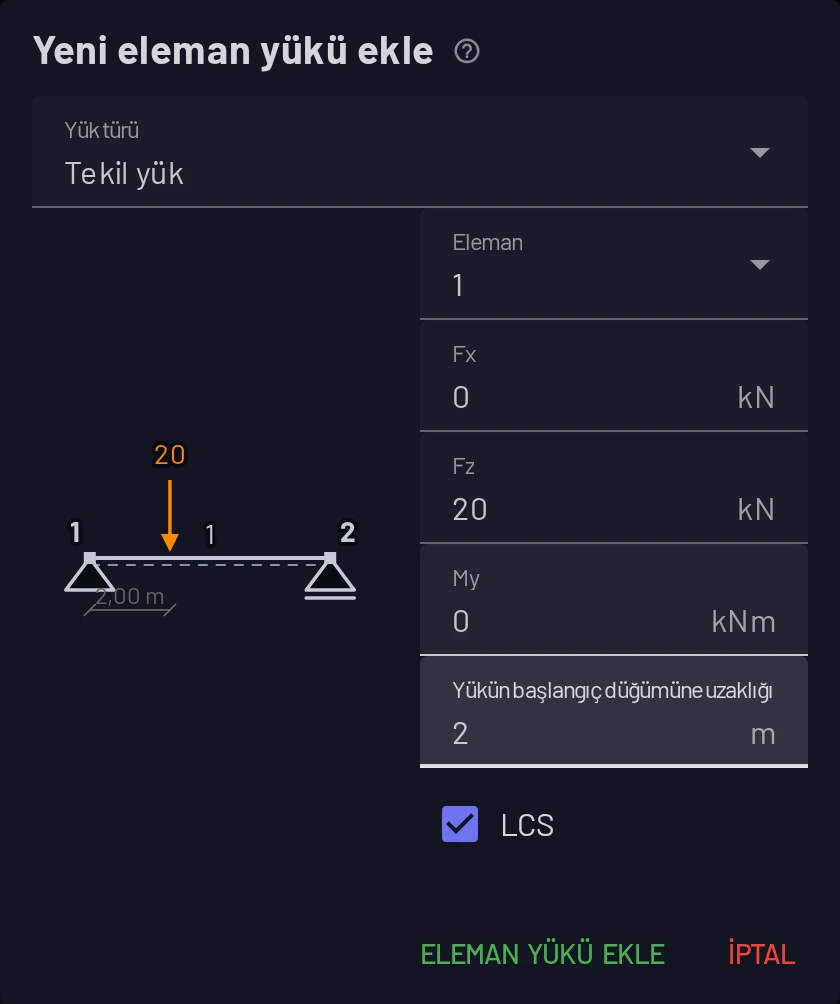 Yeni eleman yükü ekle ?
Yük türü
Tekil yük
Eleman
1
Fx
0 kN
Fz
20 kN
My
0 kNm
Yükün başlangıç düğümüne uzaklığı
2 m
LCS
20
1 1 2
2,00 m
ELEMAN YÜKÜ EKLE İPTAL